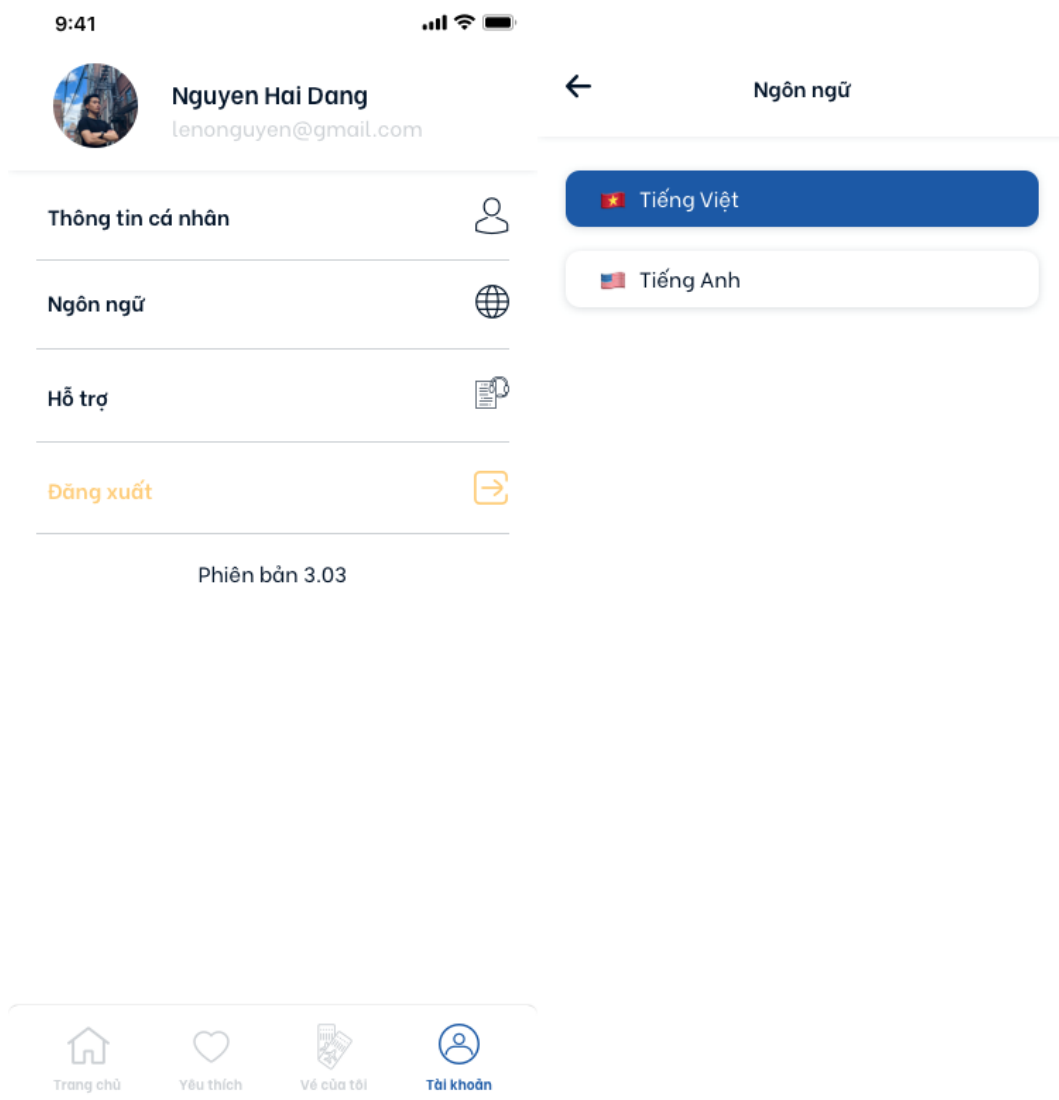 9:41
Nguyen Hai Dang
lenonguyen@gmail.com
Thông tin cá nhân
Ngôn ngữ
Hỗ trợ
Đăng xuất
Phiên bản 3.03
Trang chủ
Yêu thích
Vé của tôi
Tài khoản
Ngôn ngữ
Tiếng Việt
Tiếng Anh